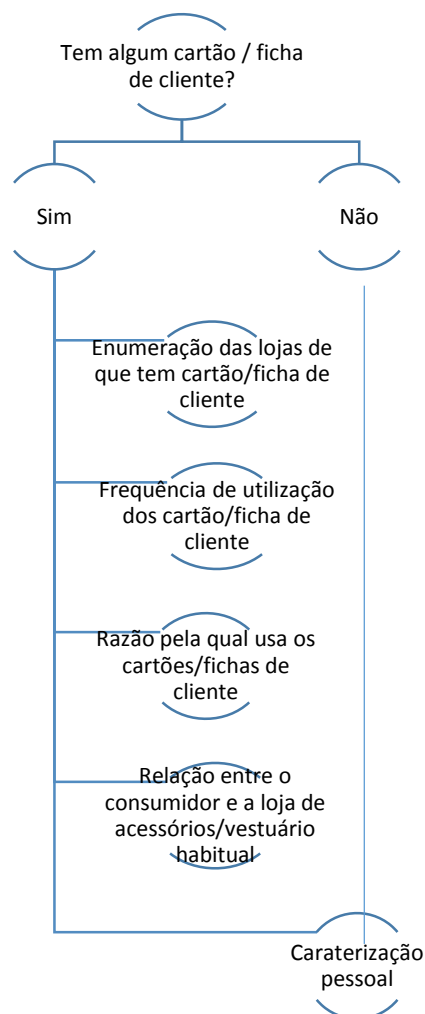 Tem algum cartão / ficha
de cliente?
Sim
Não
Enumeração das lojas de
que tem cartão/ficha de
cliente
Frequência de utilização
dos cartão/ficha de
cliente
Razão pela qual usa os
cartões/fichas de
cliente
Relação entre o
consumidor e a loja de
acessórios/vestuário
habitual
Caraterização
pessoal